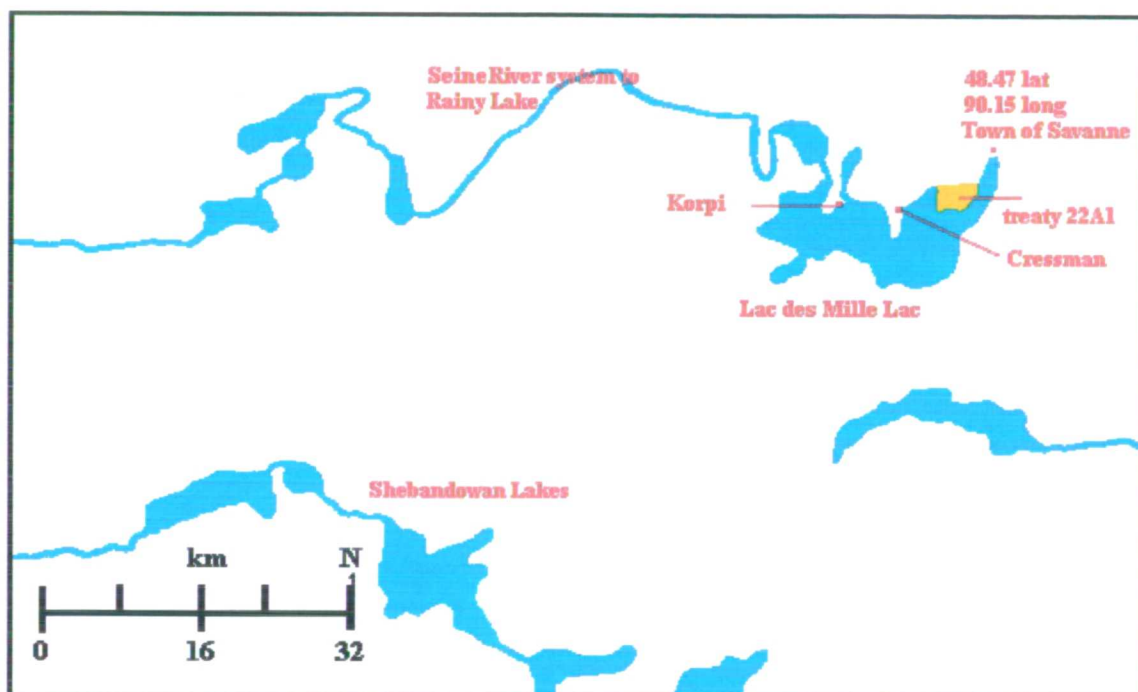 Seine River system to
Rainy Lake
48.47 lat
90.15 long
Town of Savanne
Korpi
treaty 22A1
Cressman
Lac des Mille Lac
Shebandowan Lakes
km N
0 16 32